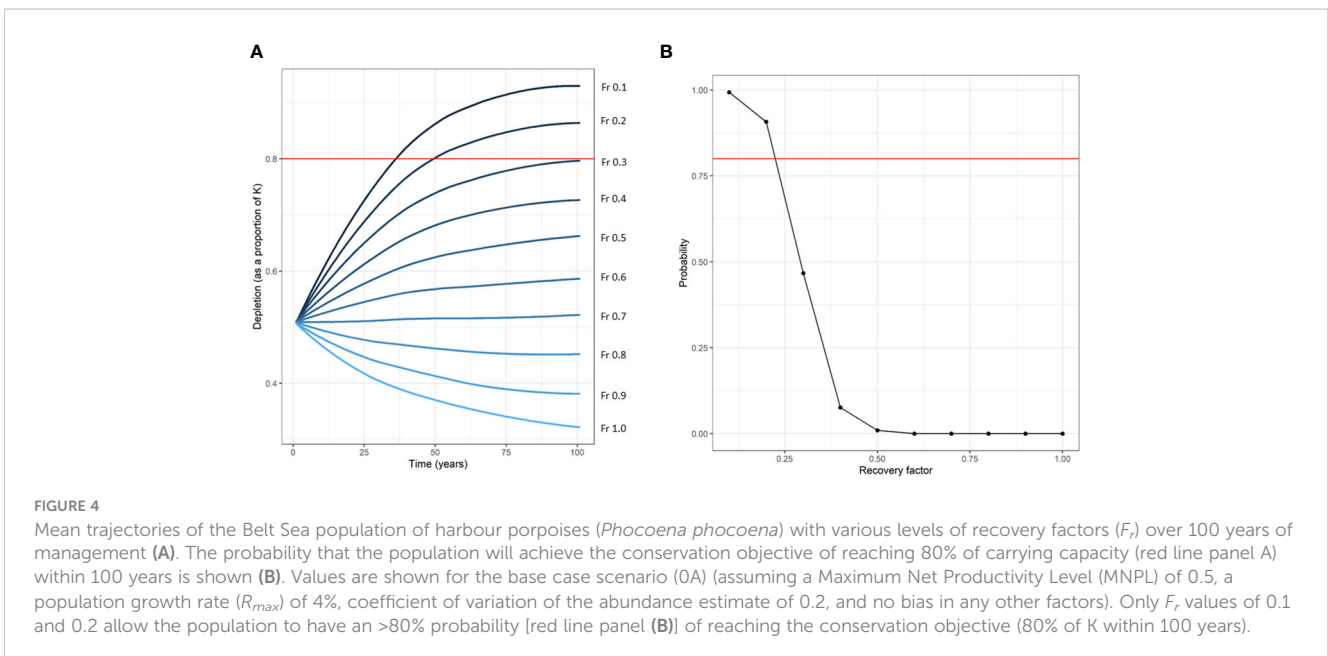 A
B
Depletion (as a proportion of K)
0.8
0.6
0.4
Fr 0.1
Fr 0.2
Fr 0.3
Fr 0.4
Fr 0.5
Fr 0.6
Fr 0.7
Fr 0.8
Fr 0.9
Fr 1.0
0 25 50 75 100
Time (years)
Probability
1.00
0.75
0.50
0.25
0.00
0.25 0.50 0.75 1.00
Recovery factor
FIGURE 4
Mean trajectories of the Belt Sea population of harbour porpoises (Phocoena phocoena) with various levels of recovery factors (Fr) over 100 years of
management (A). The probability that the population will achieve the conservation objective of reaching 80% of carrying capacity (red line panel A)
within 100 years is shown (B). Values are shown for the base case scenario (0A) (assuming a Maximum Net Productivity Level (MNPL) of 0.5, a
population growth rate (Rmax) of 4%, coefficient of variation of the abundance estimate of 0.2, and no bias in any other factors). Only Fr values of 0.1
and 0.2 allow the population to have an >80% probability [red line panel (B)] of reaching the conservation objective (80% of K within 100 years).